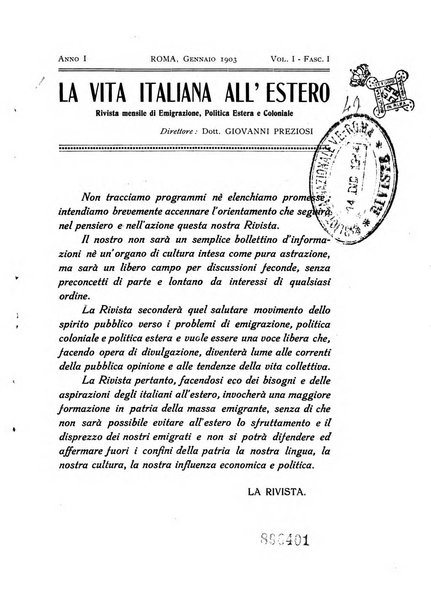 ANNO I ROMA, GENNAIO 1903 VOL. I - FASC. I
LA VITA ITALIANA ALL' ESTERO
Rivista mensile di Emigrazione, Politica Estera e Coloniale
Direttore: Dott. GIOVANNI PREZIOSI
Non tracciamo programmi nè elenchiamo promesse,
intendiamo brevemente accennare l'orientamento che seguirà
nel pensiero e nell'azione questa nostra Rivista.
Il nostro non sarà un semplice bollettino d'informa-
zioni nè un'organo di cultura intesa come pura astrazione,
ma sarà un libero campo per discussioni feconde, senza
preconcetti di parte e lontano da interessi di qualsiasi
ordine.
La Rivista seconderà quel salutare movimento dello
spirito pubblico verso i problemi di emigrazione, politica
coloniale e politica estera e vuole essere una voce libera che,
facendo opera di divulgazione, diventerà lume alle correnti
della pubblica opinione e alle tendenze della vita collettiva.
La Rivista pertanto, facendosi eco dei bisogni e delle
aspirazioni degli italiani all'estero, invocherà una maggiore
formazione in patria della massa emigrante, senza di che
non sarà possibile evitare all'estero lo sfruttamento e il
disprezzo dei nostri emigrati e non si potrà difendere ed
affermare fuori i confini della patria la nostra lingua, la
nostra cultura, la nostra influenza economica e politica.
LA RIVISTA.
RIVISTE
886401